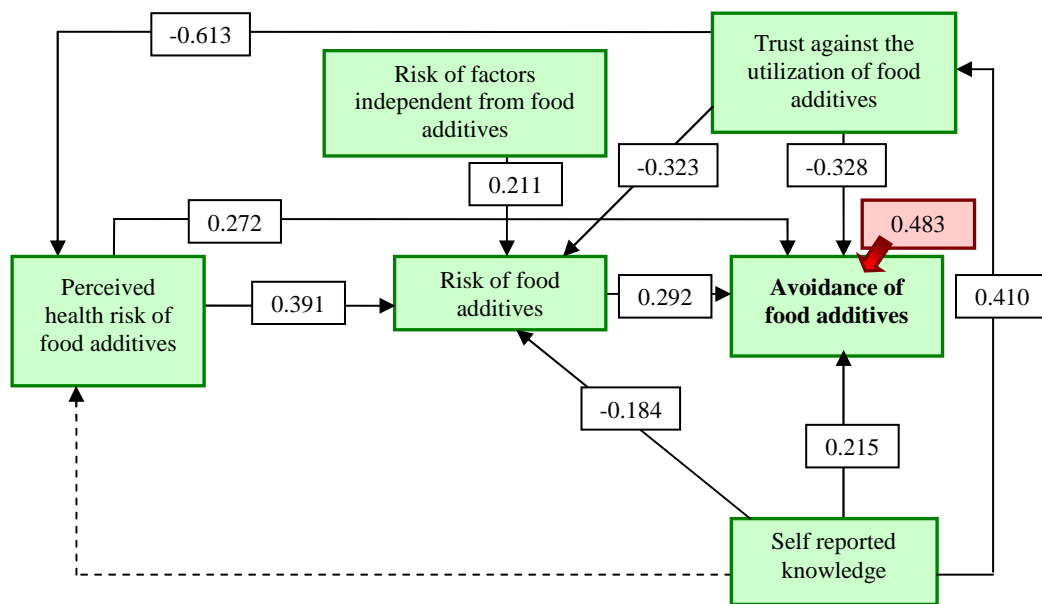 -0.613
Trust against the
utilization of food
additives
Risk of factors
independent from food
additives
-0.323
-0.328
0.211
0.272
0.483
Perceived
health risk of
food additives
0.391
Risk of food
additives
0.292
Avoidance of
food additives
0.410
-0.184
0.215
Self reported
knowledge